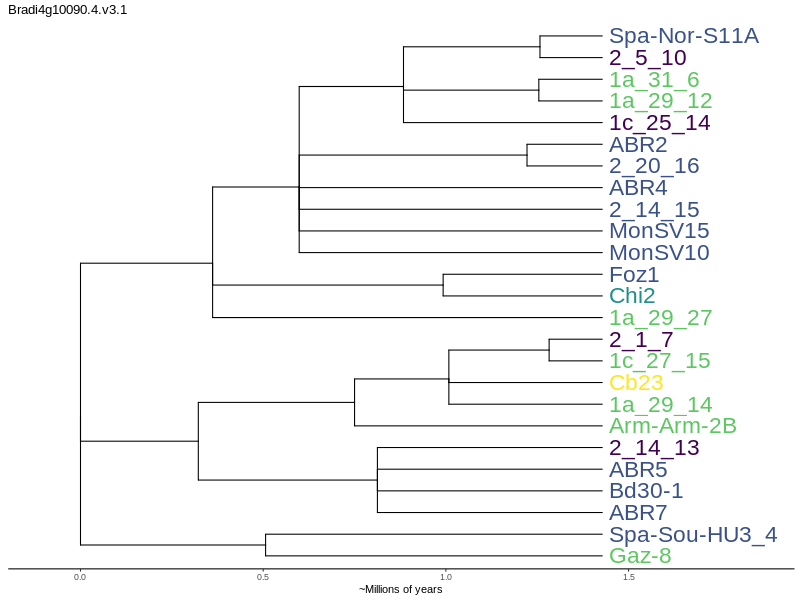 Bradi4g10090.4.v3.1
Spa-Nor-S11A
2_5_10
1a_31_6
1a_29_12
1c_25_14
ABR2
2_20_16
ABR4
2_14_15
MonSV15
MonSV10
Foz1
Chi2
1a_29_27
2_1_7
1c_27_15
Cb23
1a_29_14
Arm-Arm-2B
2_14_13
ABR5
Bd30-1
ABR7
Spa-Sou-HU3_4
Gaz-8
0.0 0.5 1.0 1.5
~Millions of years